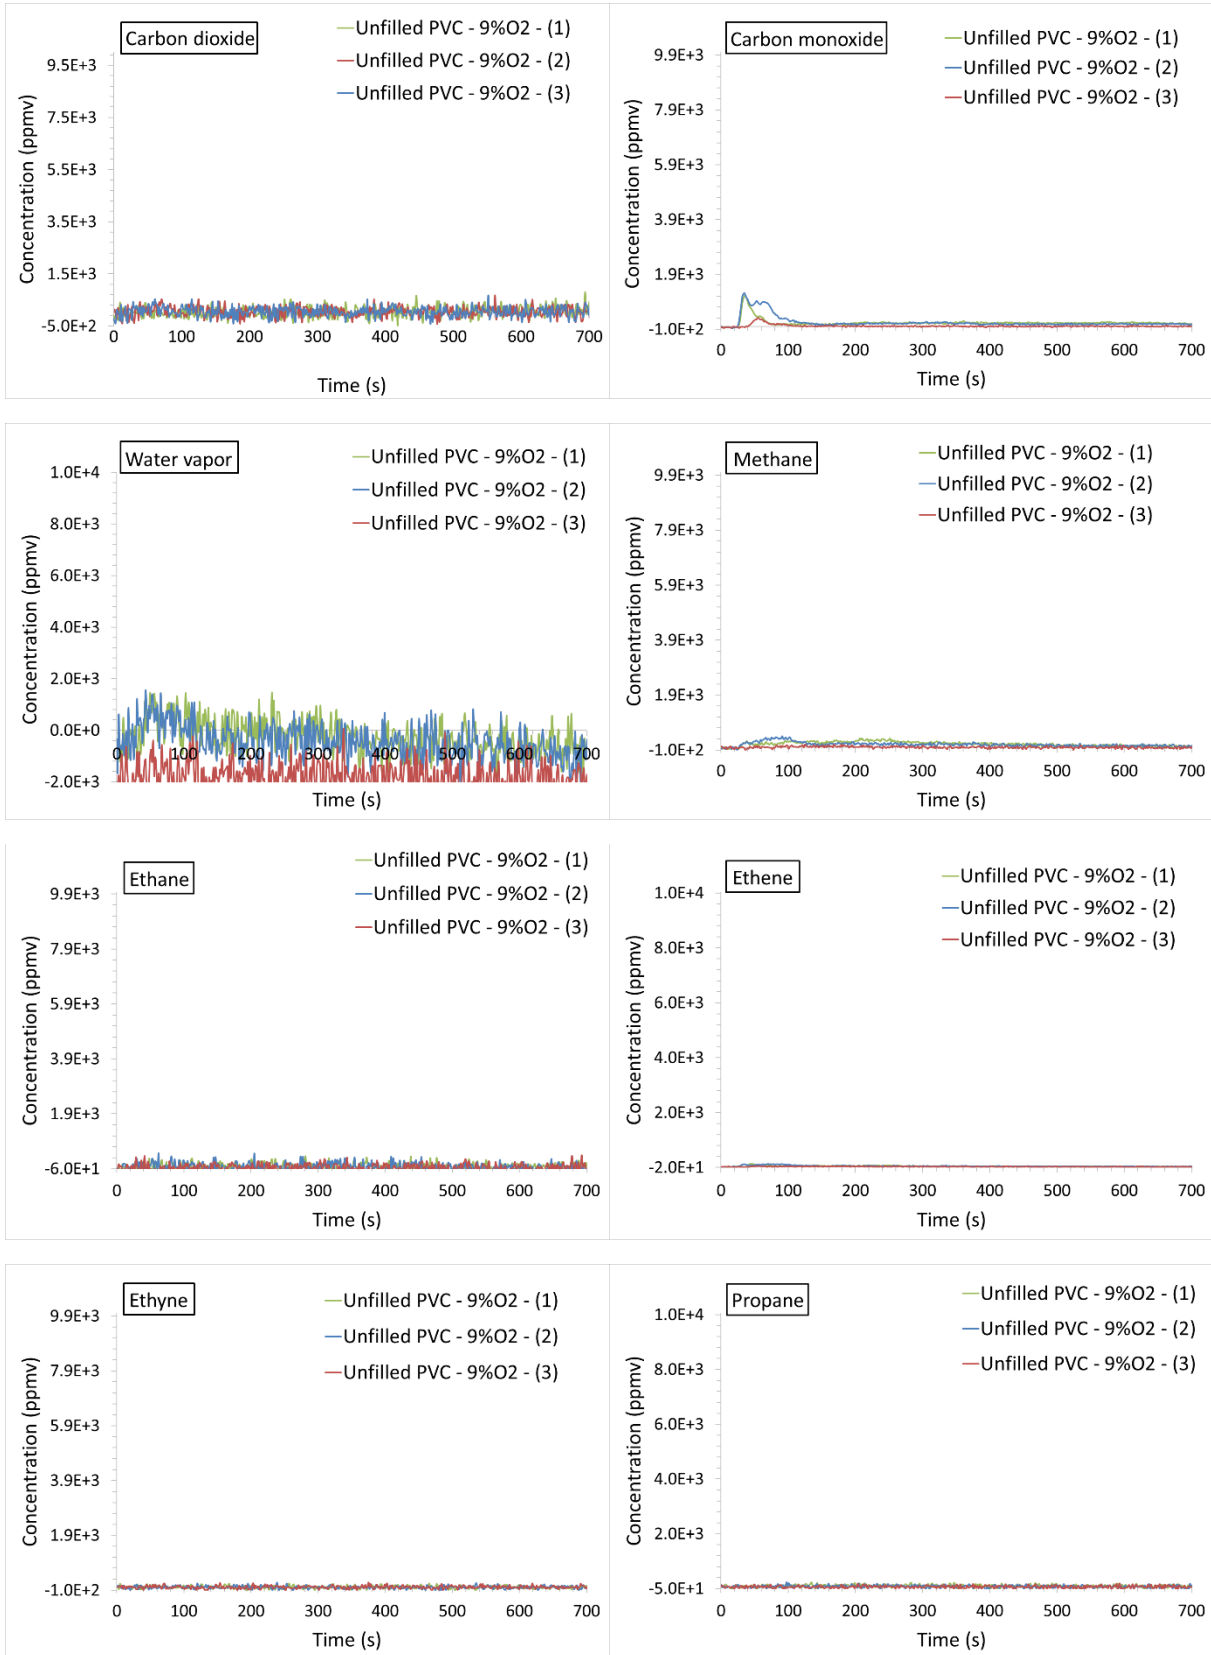 Carbon dioxide
Unfilled PVC - 9%O2 - (1)
Unfilled PVC - 9%O2 - (2)
Unfilled PVC - 9%O2 - (3)
Concentration (ppmv)
9.5E+3
7.5E+3
5.5E+3
3.5E+3
1.5E+3
-5.0E+2
0 100 200 300 400 500 600 700
Time (s)
Carbon monoxide
Unfilled PVC - 9%O2 - (1)
Unfilled PVC - 9%O2 - (2)
Unfilled PVC - 9%O2 - (3)
Concentration (ppmv)
9.9E+3
7.9E+3
5.9E+3
3.9E+3
1.9E+3
-1.0E+2
0 100 200 300 400 500 600 700
Time (s)
Water vapor
Unfilled PVC - 9%O2 - (1)
Unfilled PVC - 9%O2 - (2)
Unfilled PVC - 9%O2 - (3)
Concentration (ppmv)
1.0E+4
8.0E+3
6.0E+3
4.0E+3
2.0E+3
0.0E+0
-2.0E+3
0 100 200 300 400 500 600 700
Time (s)
Methane
Unfilled PVC - 9%O2 - (1)
Unfilled PVC - 9%O2 - (2)
Unfilled PVC - 9%O2 - (3)
Concentration (ppmv)
9.9E+3
7.9E+3
5.9E+3
3.9E+3
1.9E+3
-1.0E+2
0 100 200 300 400 500 600 700
Time (s)
Ethane
Unfilled PVC - 9%O2 - (1)
Unfilled PVC - 9%O2 - (2)
Unfilled PVC - 9%O2 - (3)
Concentration (ppmv)
9.9E+3
7.9E+3
5.9E+3
3.9E+3
1.9E+3
-6.0E+1
0 100 200 300 400 500 600 700
Time (s)
Ethene
Unfilled PVC - 9%O2 - (1)
Unfilled PVC - 9%O2 - (2)
Unfilled PVC - 9%O2 - (3)
Concentration (ppmv)
1.0E+4
8.0E+3
6.0E+3
4.0E+3
2.0E+3
-2.0E+1
0 100 200 300 400 500 600 700
Time (s)
Ethyne
Unfilled PVC - 9%O2 - (1)
Unfilled PVC - 9%O2 - (2)
Unfilled PVC - 9%O2 - (3)
Concentration (ppmv)
9.9E+3
7.9E+3
5.9E+3
3.9E+3
1.9E+3
-1.0E+2
0 100 200 300 400 500 600 700
Time (s)
Propane
Unfilled PVC - 9%O2 - (1)
Unfilled PVC - 9%O2 - (2)
Unfilled PVC - 9%O2 - (3)
Concentration (ppmv)
1.0E+4
8.0E+3
6.0E+3
4.0E+3
2.0E+3
-5.0E+1
0 100 200 300 400 500 600 700
Time (s)